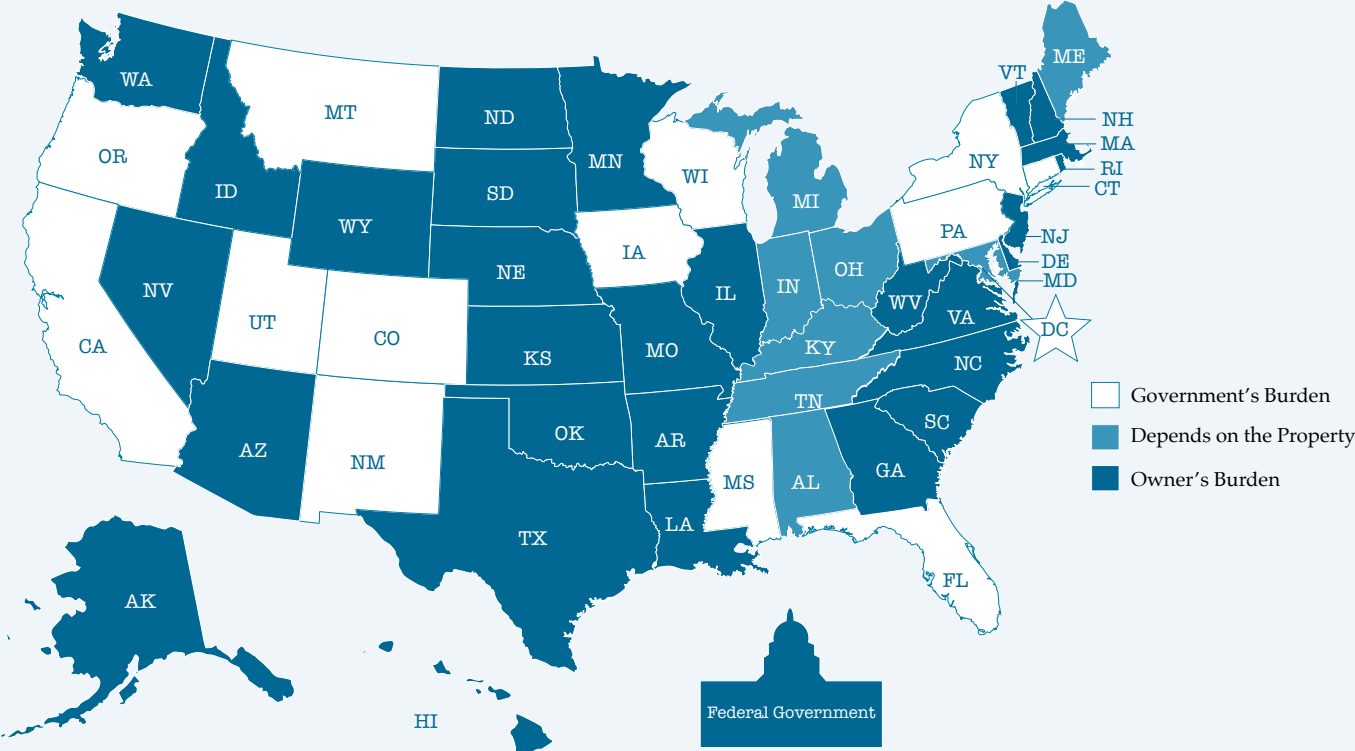 WA
MT
ND
MN
ME
VT
NH
MA
RI
CT
OR
ID
SD
WI
NY
MI
WY
IA
NE
PA
NJ
DE
MD
NV
UT
CO
IL
IN
OH
WV
VA
DC
CA
KS
MO
KY
NC
TN
SC
AZ
NM
OK
AR
MS
AL
GA
TX
LA
FL
AK
HI
Government’s Burden
Depends on the Property
Owner’s Burden
Federal Government